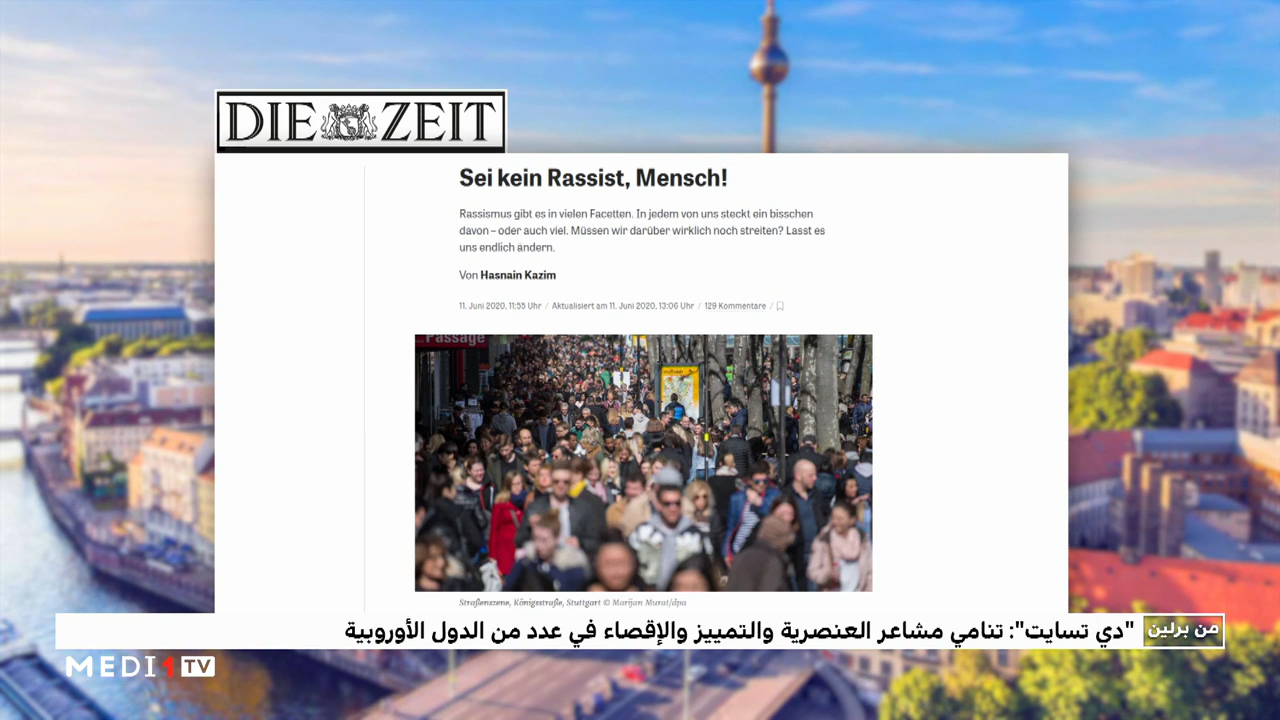 DIE ZEIT
Sei kein Rassist, Mensch!
Rassismus gibt es in vielen Facetten. In jedem von uns steckt ein bisschen
davon – oder auch viel. Müssen wir darüber wirklich noch streiten? Lasst es
uns endlich ändern.
Von Hasnain Kazim
11. Juni 2020, 11:55 Uhr / Aktualisiert am 11. Juni 2020, 13:06 Uhr / 129 Kommentare /
Passage
Straßenszene, Königsstraße, Stuttgart © Marijan Murat/dpa
من برلين
"دي تسايت": تنامي مشاعر العنصرية والتمييز والإقصاء في عدد من الدول الأوروبية
MEDI1 TV